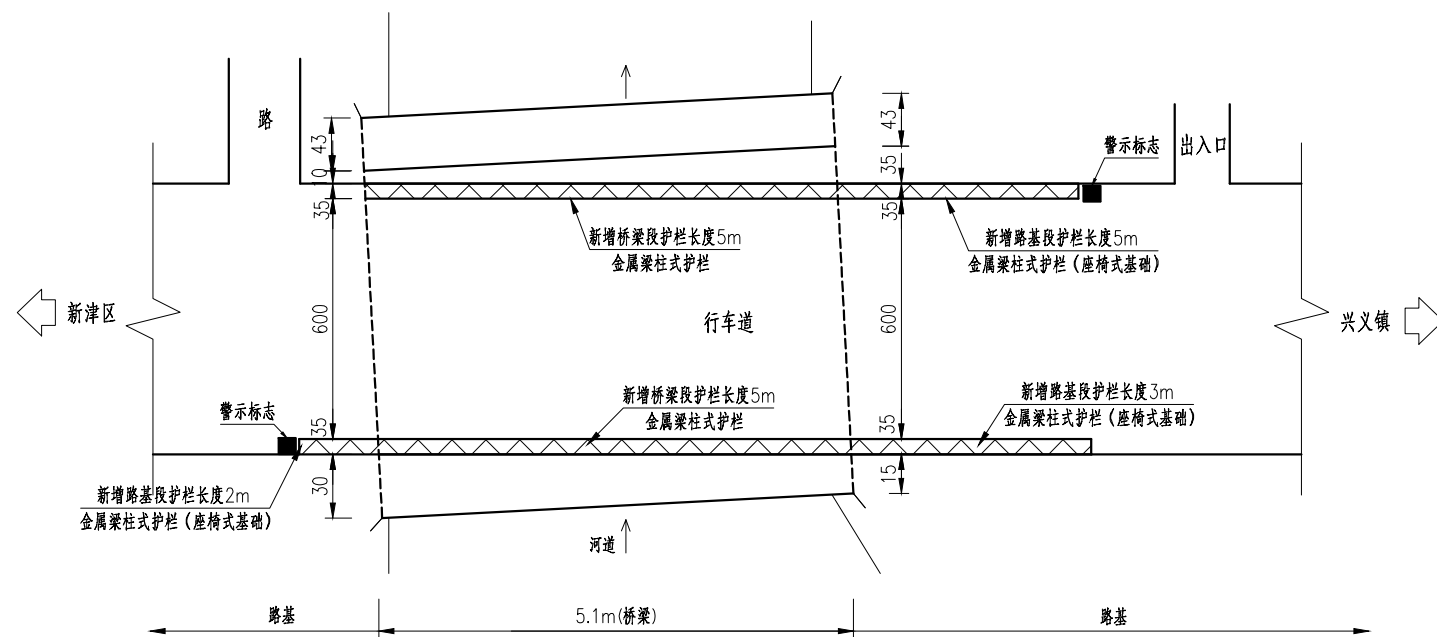 路
43
10
35
43
35
35
警示标志
出入口
新增桥梁段护栏长度5m
金属梁柱式护栏
新增路基段护栏长度5m
金属梁柱式护栏（座椅式基础）
新津区
600
行车道
600
兴义镇
新增桥梁段护栏长度5m
金属梁柱式护栏
新增路基段护栏长度3m
金属梁柱式护栏（座椅式基础）
警示标志
35
35
30
15
新增路基段护栏长度2m
金属梁柱式护栏（座椅式基础）
河道
路基
5.1m(桥梁)
路基